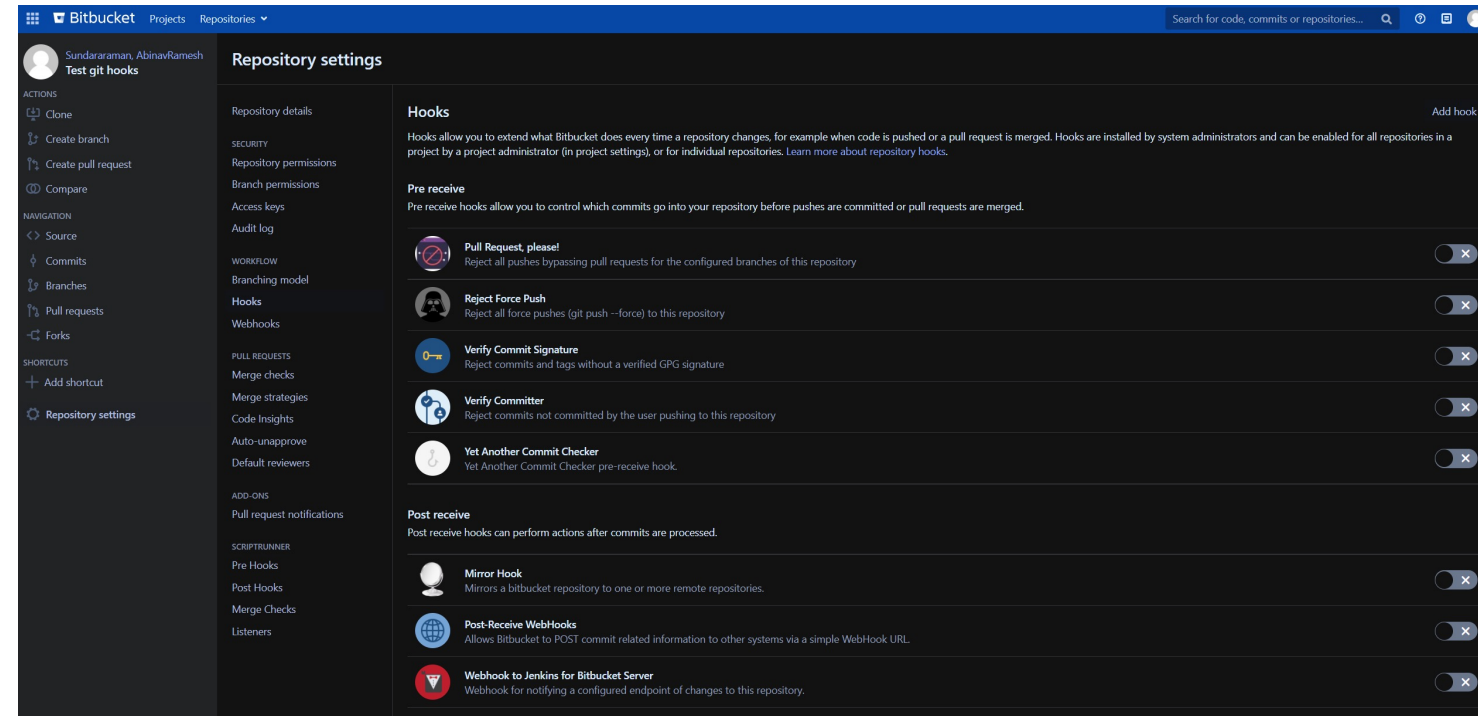 Bitbucket Projects Repositories
Search for code, commits or repositories...
Sundararaman, AbinavRamesh
Test git hooks
ACTIONS
Clone
Create branch
Create pull request
Compare
NAVIGATION
Source
Commits
Branches
Pull requests
Forks
SHORTCUTS
Add shortcut
Repository settings
Repository settings
Repository details
SECURITY
Repository permissions
Branch permissions
Access keys
Audit log
WORKFLOW
Branching model
Hooks
Webhooks
PULL REQUESTS
Merge checks
Merge strategies
Code Insights
Auto-unapprove
Default reviewers
ADD-ONS
Pull request notifications
SCRIPTRUNNER
Pre Hooks
Post Hooks
Merge Checks
Listeners
Hooks
Add hook
Hooks allow you to extend what Bitbucket does every time a repository changes, for example when code is pushed or a pull request is merged. Hooks are installed by system administrators and can be enabled for all repositories in a
project by a project administrator (in project settings), or for individual repositories. Learn more about repository hooks.
Pre receive
Pre receive hooks allow you to control which commits go into your repository before pushes are committed or pull requests are merged.
Pull Request, please!
Reject all pushes bypassing pull requests for the configured branches of this repository
Reject Force Push
Reject all force pushes (git push --force) to this repository
Verify Commit Signature
Reject commits and tags without a verified GPG signature
Verify Committer
Reject commits not committed by the user pushing to this repository
Yet Another Commit Checker
Yet Another Commit Checker pre-receive hook.
Post receive
Post receive hooks can perform actions after commits are processed.
Mirror Hook
Mirrors a bitbucket repository to one or more remote repositories.
Post-Receive WebHooks
Allows Bitbucket to POST commit related information to other systems via a simple WebHook URL.
Webhook to Jenkins for Bitbucket Server
Webhook for notifying a configured endpoint of changes to this repository.